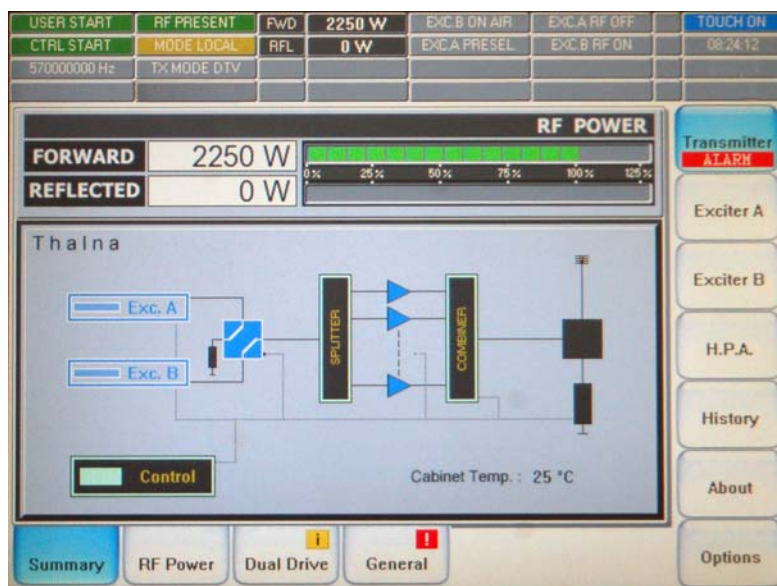 USER START RF PRESENT FWD 2250 W EXC.B ON AIR EXC.A RF OFF TOUCH ON
CTRL START MODE LOCAL RFL 0 W EXC.A PRESEL EXC.B RF ON 08:24:12
570000000 Hz TX MODE DTV
RF POWER
FORWARD 2250 W
0% 25% 50% 75% 100% 125%
REFLECTED 0 W
Transmitter
ALARM
Exciter A
Exciter B
H.P.A.
History
About
Options
Thalna
Exc. A
Exc. B
SPLITTER
COMBINER
Control
Cabinet Temp. : 25 °C
Summary
RF Power
Dual Drive
i
General
!